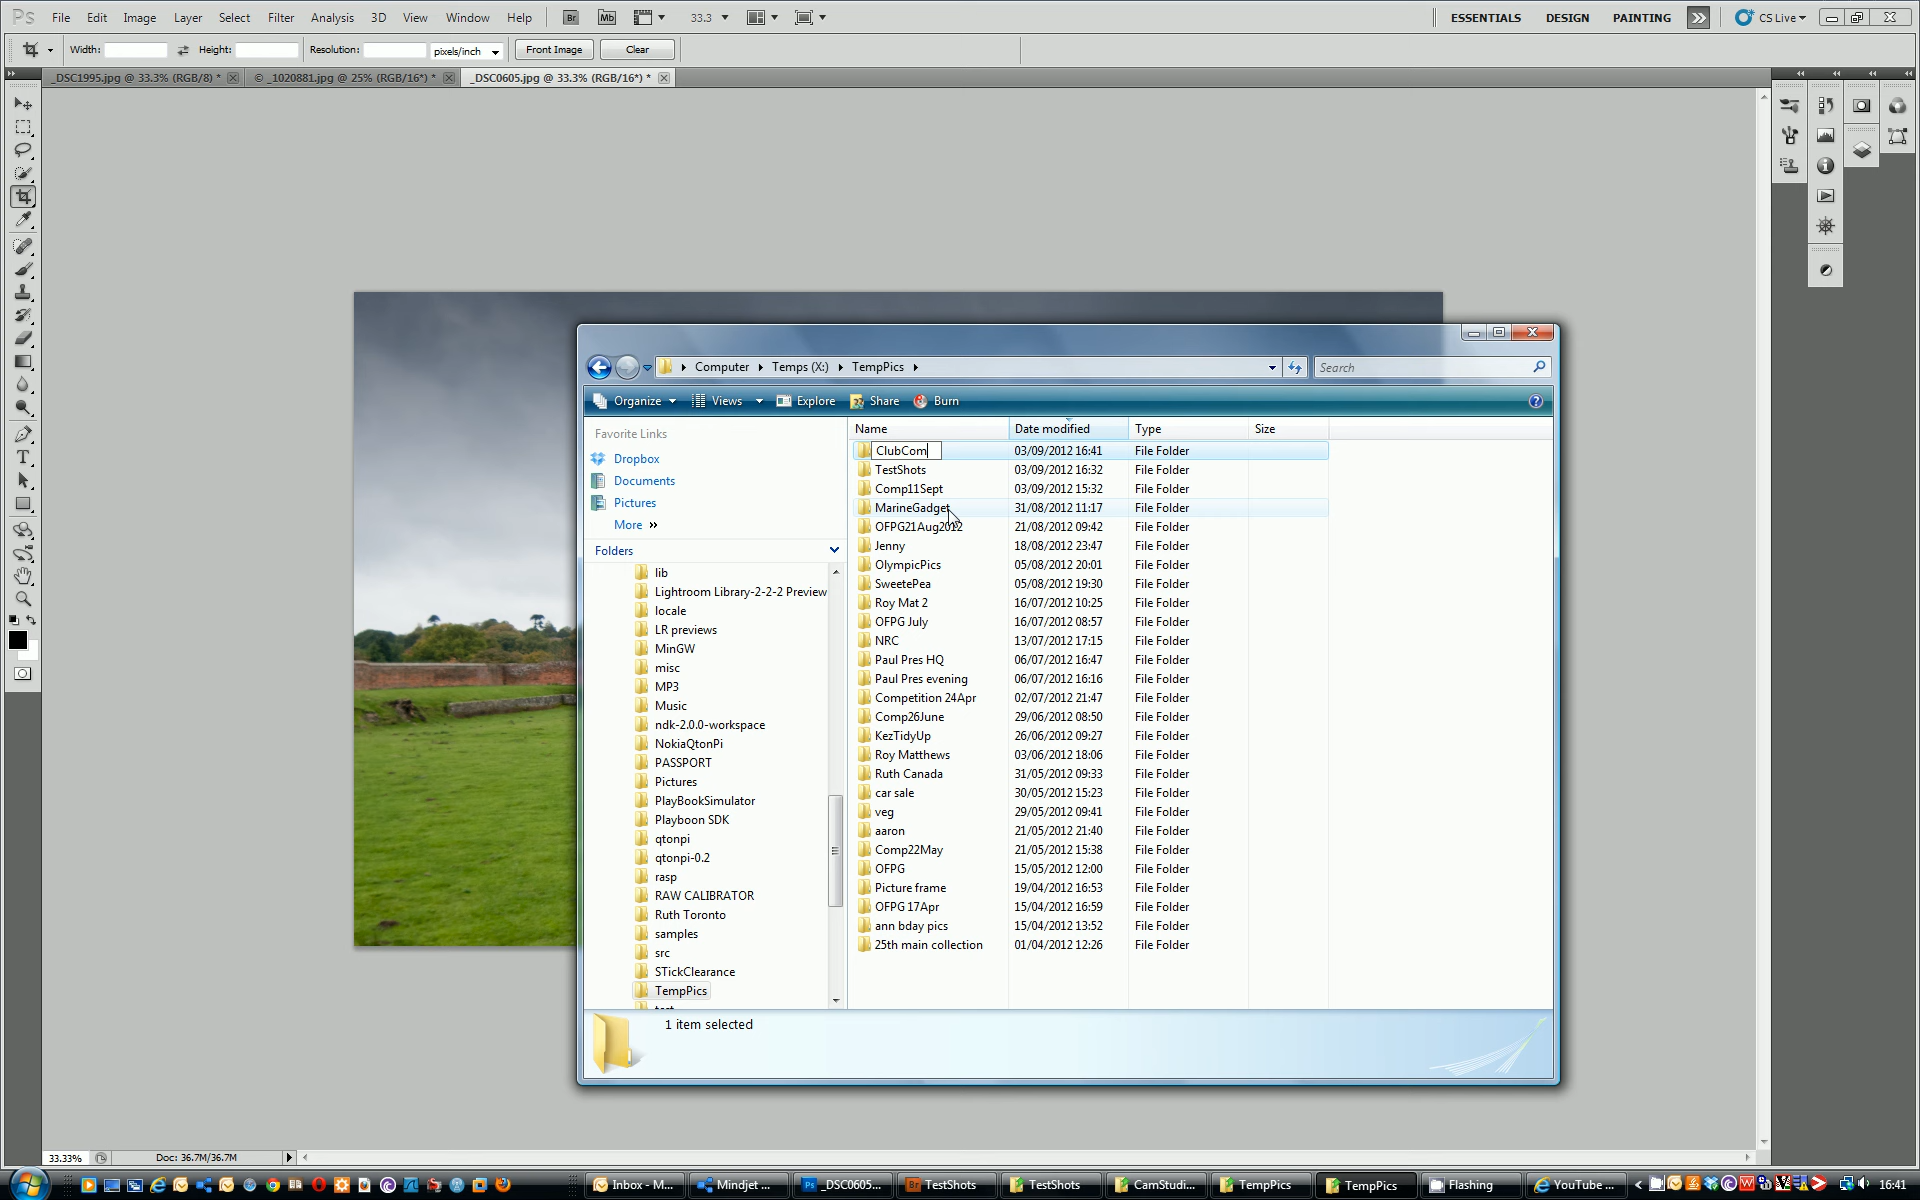 Ps File Edit Image Layer Select Filter Analysis 3D View Window Help Br Mb 33.3 ESSENTIALS DESIGN PAINTING CS Live
Width: Height: Resolution: pixels/inch Front Image Clear
_DSC1995.jpg @ 33.3% (RGB/8) * © _1020881.jpg @ 25% (RGB/16*) * _DSC0605.jpg @ 33.3% (RGB/16*) *
Computer Temps (X:) TempPics Search
Organize Views Explore Share Burn
Favorite Links
Dropbox
Documents
Pictures
More »
Folders
lib
Lightroom Library-2-2-2 Preview
locale
LR previews
MinGW
misc
MP3
Music
ndk-2.0.0-workspace
NokiaQtonPi
PASSPORT
Pictures
PlayBookSimulator
Playboon SDK
qtonpi
qtonpi-0.2
rasp
RAW CALIBRATOR
Ruth Toronto
samples
src
STickClearance
TempPics
Name Date modified Type Size
ClubCom 03/09/2012 16:41 File Folder
TestShots 03/09/2012 16:32 File Folder
Comp11Sept 03/09/2012 15:32 File Folder
MarineGadget 31/08/2012 11:17 File Folder
OFPG21Aug2012 21/08/2012 09:42 File Folder
Jenny 18/08/2012 23:47 File Folder
OlympicPics 05/08/2012 20:01 File Folder
SweetePea 05/08/2012 19:30 File Folder
Roy Mat 2 16/07/2012 10:25 File Folder
OFPG July 16/07/2012 08:57 File Folder
NRC 13/07/2012 17:15 File Folder
Paul Pres HQ 06/07/2012 16:47 File Folder
Paul Pres evening 06/07/2012 16:16 File Folder
Competition 24Apr 02/07/2012 21:47 File Folder
Comp26June 29/06/2012 08:50 File Folder
KezTidyUp 26/06/2012 09:27 File Folder
Roy Matthews 03/06/2012 18:06 File Folder
Ruth Canada 31/05/2012 09:33 File Folder
car sale 30/05/2012 15:23 File Folder
veg 29/05/2012 09:41 File Folder
aaron 21/05/2012 21:40 File Folder
Comp22May 21/05/2012 15:38 File Folder
OFPG 15/05/2012 12:00 File Folder
Picture frame 19/04/2012 16:53 File Folder
OFPG 17Apr 15/04/2012 16:59 File Folder
ann bday pics 15/04/2012 13:52 File Folder
25th main collection 01/04/2012 12:26 File Folder
1 item selected
33.33% Doc: 36.7M/36.7M
Inbox - M... Mindjet ... Ps _DSC0605... Br TestShots TestShots CamStudi... TempPics TempPics Flashing YouTube ... 16:41